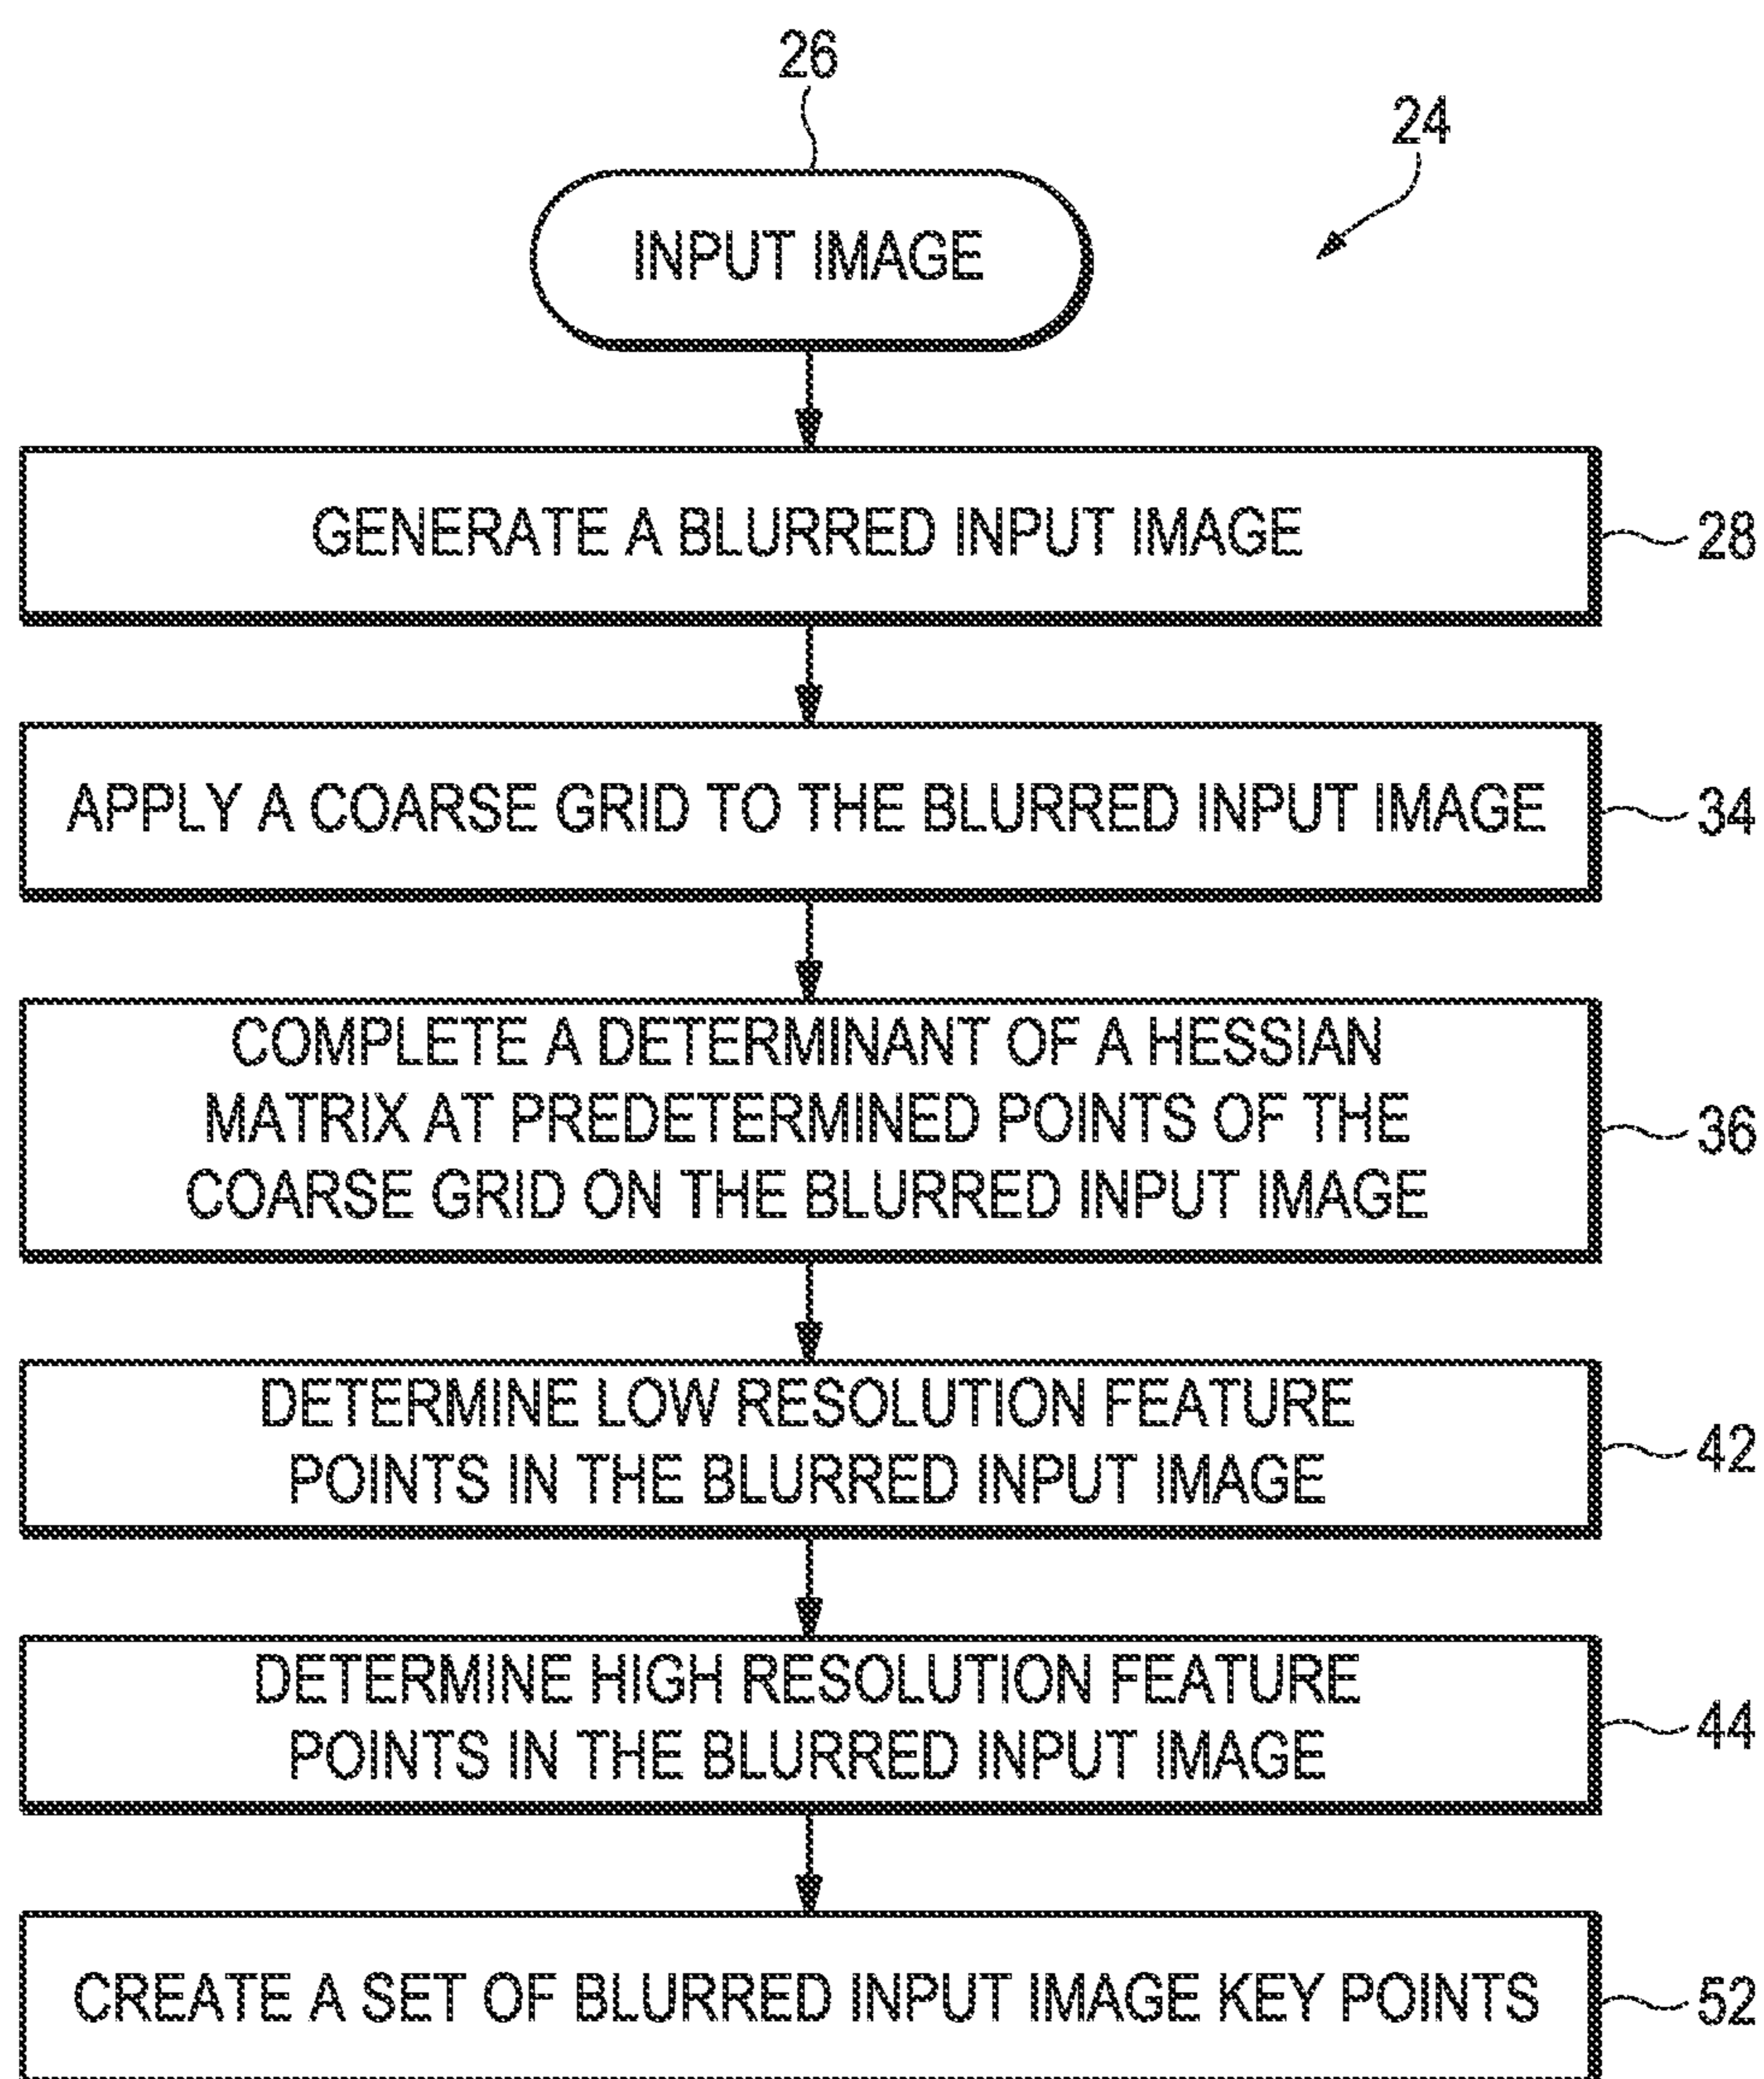 26
24
INPUT IMAGE
GENERATE A BLURRED INPUT IMAGE
28
APPLY A COARSE GRID TO THE BLURRED INPUT IMAGE
34
COMPLETE A DETERMINANT OF A HESSIAN
MATRIX AT PREDETERMINED POINTS OF THE
COARSE GRID ON THE BLURRED INPUT IMAGE
36
DETERMINE LOW RESOLUTION FEATURE
POINTS IN THE BLURRED INPUT IMAGE
42
DETERMINE HIGH RESOLUTION FEATURE
POINTS IN THE BLURRED INPUT IMAGE
44
CREATE A SET OF BLURRED INPUT IMAGE KEY POINTS
52